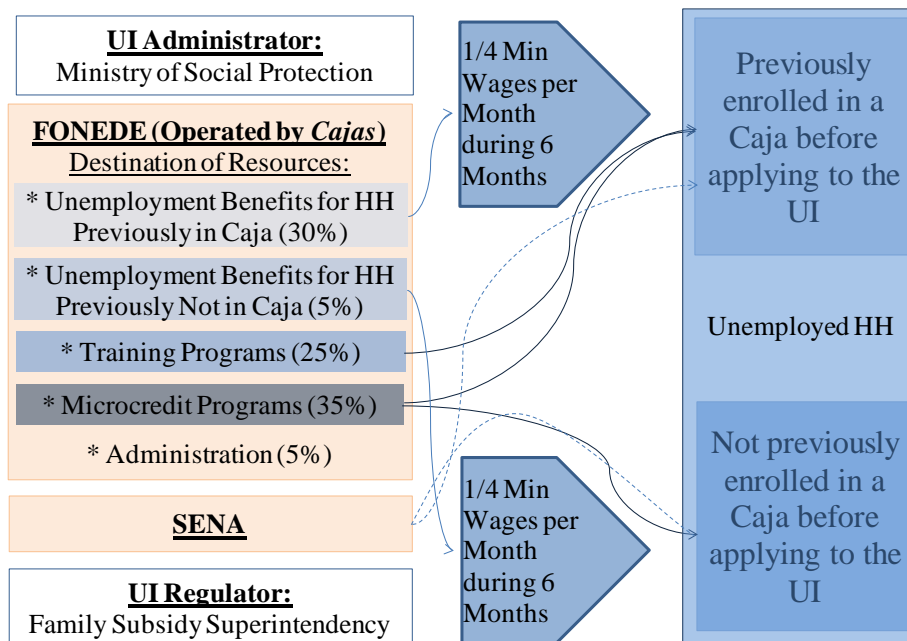 UI Administrator:
Ministry of Social Protection
FONEDE (Operated by Cajas)
Destination of Resources:
* Unemployment Benefits for HH
Previously in Caja (30%)
* Unemployment Benefits for HH
Previously Not in Caja (5%)
* Training Programs (25%)
* Microcredit Programs (35%)
* Administration (5%)
SENA
UI Regulator:
Family Subsidy Superintendency
1/4 Min
Wages per
Month
during 6
Months
1/4 Min
Wages per
Month
during 6
Months
Previously
enrolled in a
Caja before
applying to the
UI
Unemployed HH
Not previously
enrolled in a
Caja before
applying to the
UI